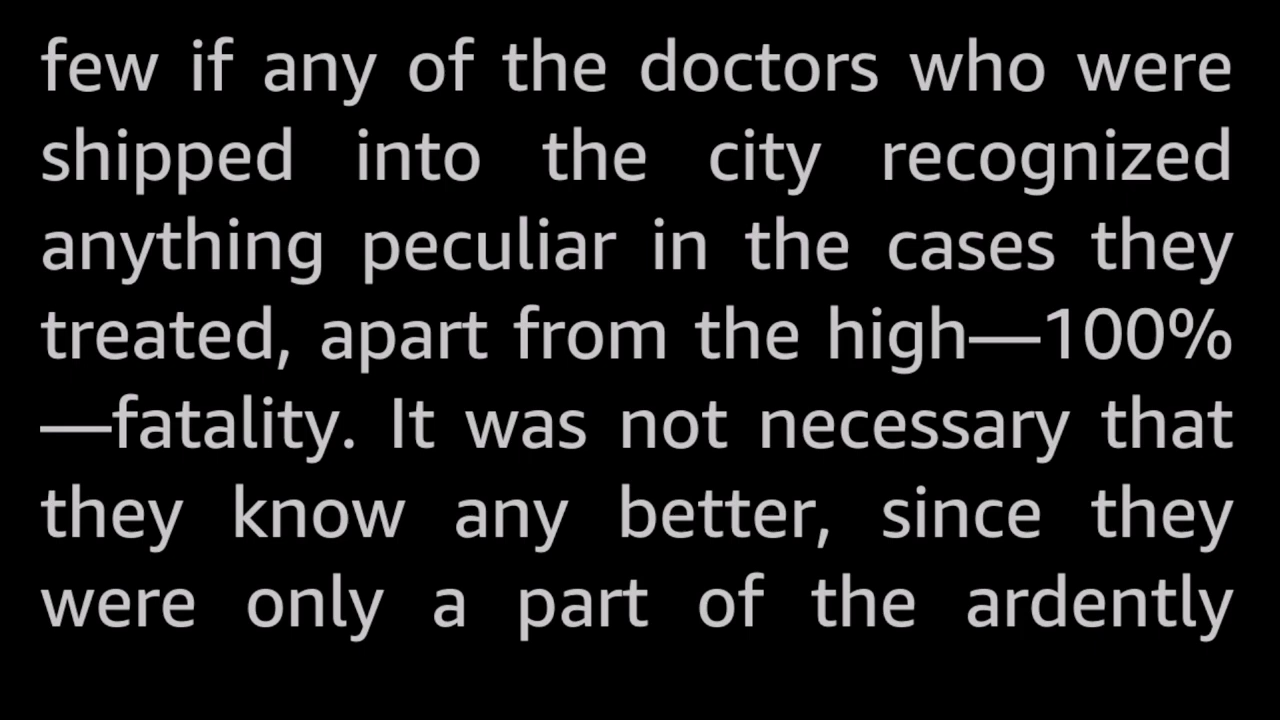 few if any of the doctors who were
shipped into the city recognized
anything peculiar in the cases they
treated, apart from the high—100%
—fatality. It was not necessary that
they know any better, since they
were only a part of the ardently